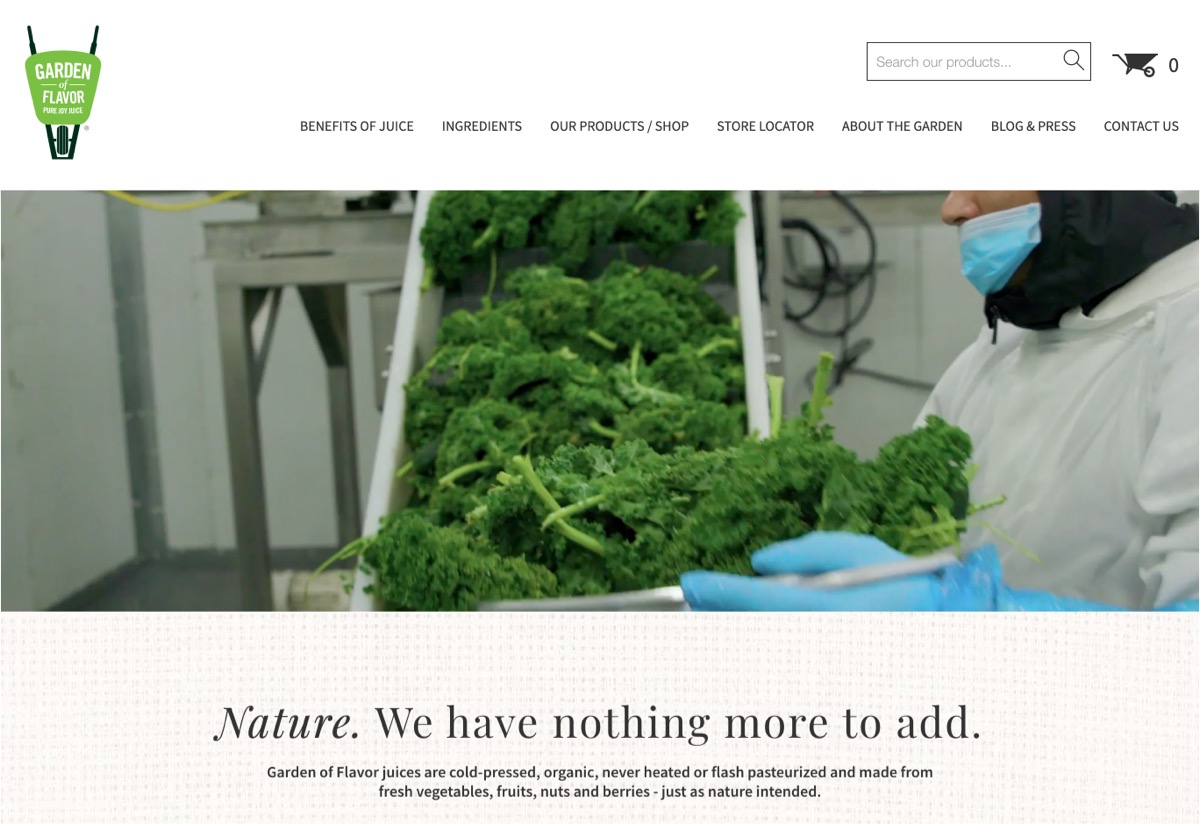 GARDEN
of
FLAVOR
PURE JOY JUICE
®
Search our products...
0
BENEFITS OF JUICE INGREDIENTS OUR PRODUCTS / SHOP STORE LOCATOR ABOUT THE GARDEN BLOG & PRESS CONTACT US
Nature. We have nothing more to add.
Garden of Flavor juices are cold-pressed, organic, never heated or flash pasteurized and made from
fresh vegetables, fruits, nuts and berries - just as nature intended.